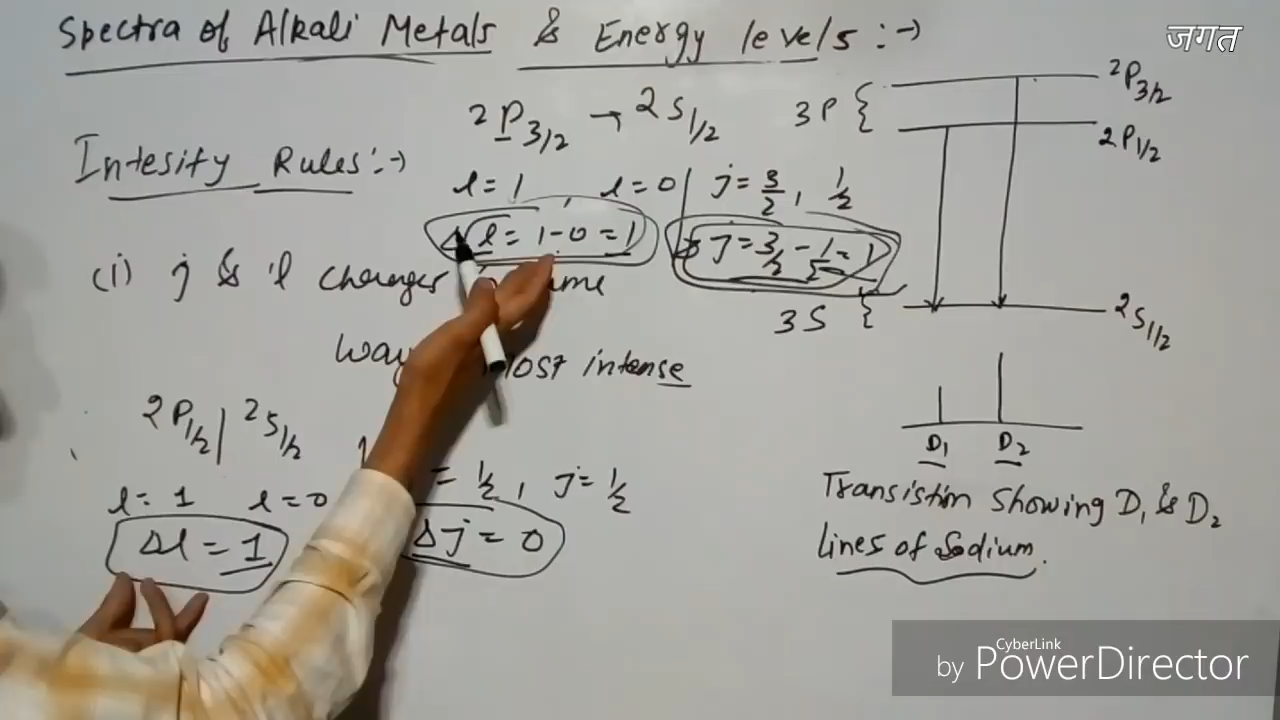 Spectra of Alkali Metals & Energy levels :→
जगत
Intesity Rules :→
²P₃/₂ → ²S₁/₂
l = 1 l = 0 | j = 3/2, 1/2
Δl = 1 - 0 = 1
j = 3/2 - 1/2 = 1
(i) j & 'l changes
Way most intense
²P₁/₂ | ²S₁/₂
l = 1 l = 0
= 1/2, j = 1/2
Δl = 1
Δj = 0
3P {
²P₃/₂
2P₁/₂
3S {
²S₁/₂
D₁ D₂
Transistion Showing D₁ & D₂
lines of Sodium.
CyberLink
by PowerDirector